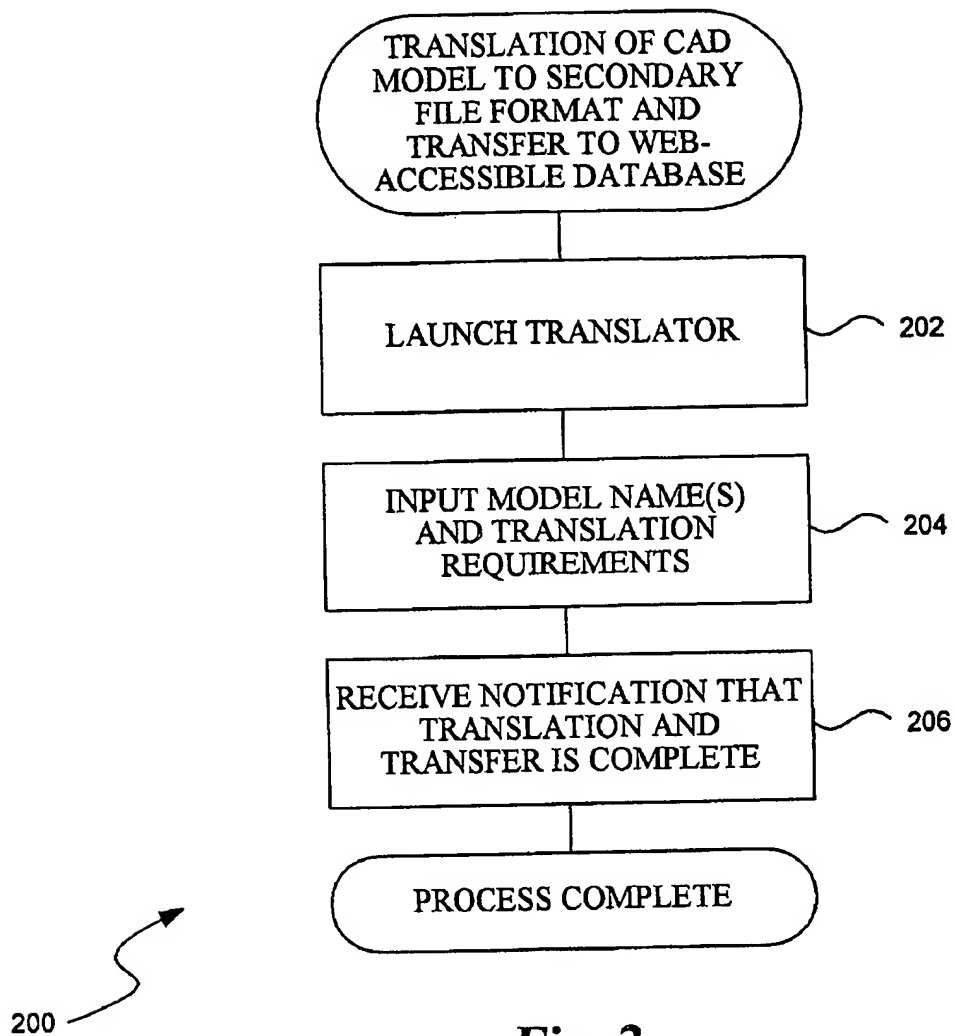 TRANSLATION OF CAD
MODEL TO SECONDARY
FILE FORMAT AND
TRANSFER TO WEB-
ACCESSIBLE DATABASE
LAUNCH TRANSLATOR
202
INPUT MODEL NAME(S)
AND TRANSLATION
REQUIREMENTS
204
RECEIVE NOTIFICATION THAT
TRANSLATION AND
TRANSFER IS COMPLETE
206
PROCESS COMPLETE
200